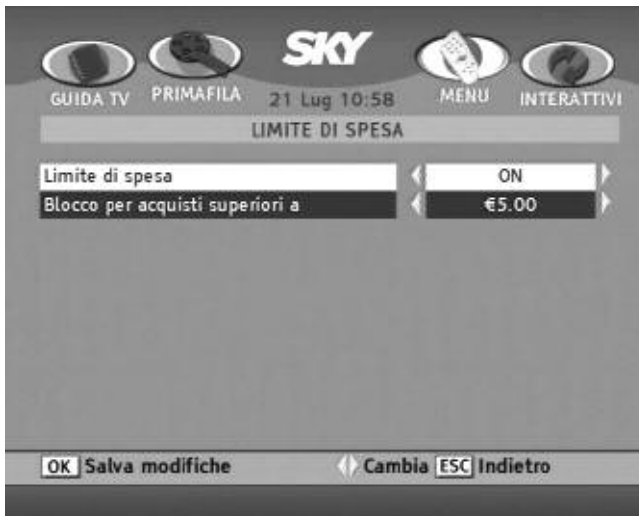 SKY
GUIDA TV PRIMAFILA 21 Lug 10:58 MENU INTERATTIVI
LIMITE DI SPESA
Limite di spesa ON
Blocco per acquisti superiori a €5.00
OK Salva modifiche Cambia ESC Indietro